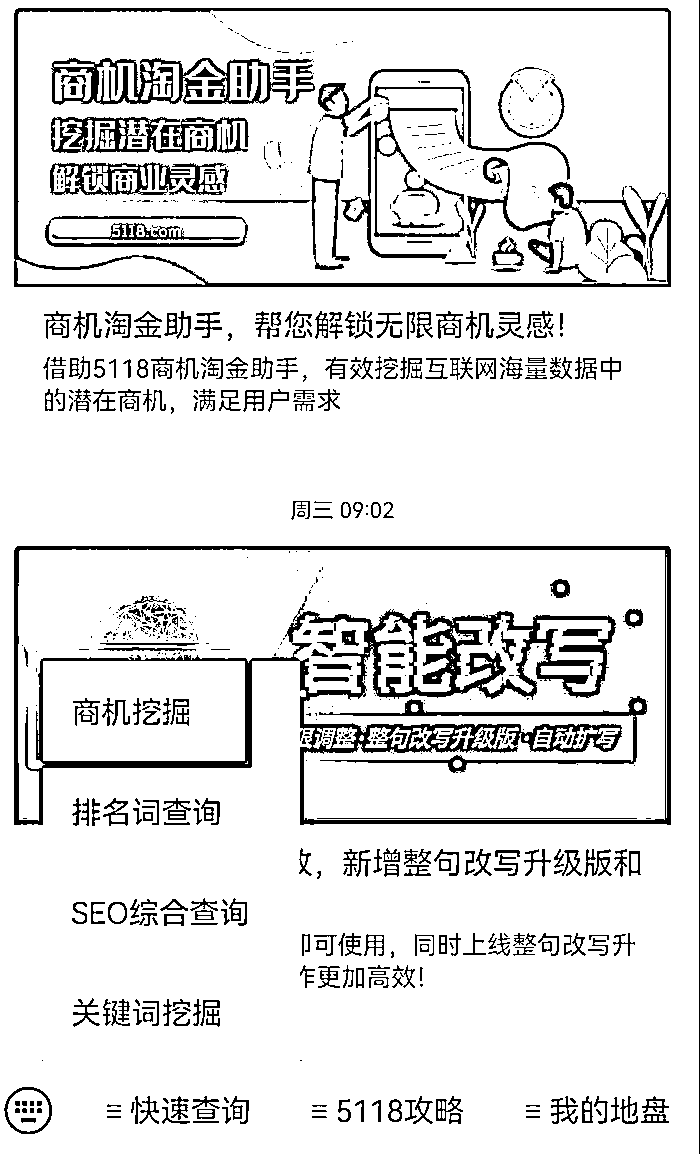 商机淘金助手
挖掘潜在商机
解锁商业灵感
5118.com
商机淘金助手，帮您解锁无限商机灵感！
借助5118商机淘金助手，有效挖掘互联网海量数据中
的潜在商机，满足用户需求
周三 09:02
智能改写
限调整·整句改写升级版·自动扩写
商机挖掘
排名词查询
SEO综合查询
关键词挖掘
，新增整句改写升级版和
即可使用，同时上线整句改写升
作更加高效！
≡ 快速查询
≡ 5118攻略
≡ 我的地盘